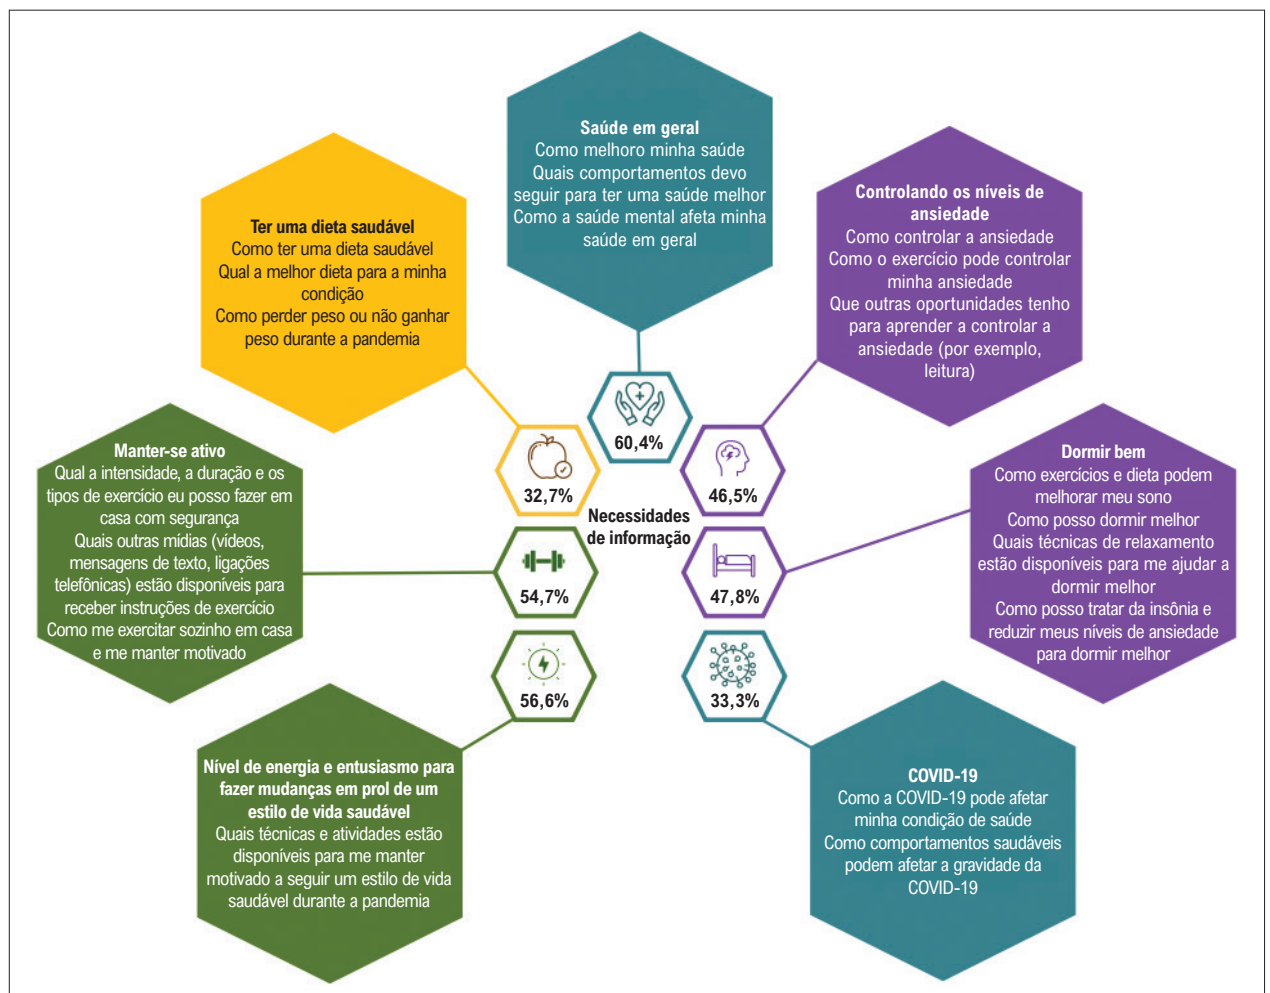 Saúde em geral
Como melhoro minha saúde
Quais comportamentos devo
seguir para ter uma saúde melhor
Como a saúde mental afeta minha
saúde em geral
Ter uma dieta saudável
Como ter uma dieta saudável
Qual a melhor dieta para a minha
condição
Como perder peso ou não ganhar
peso durante a pandemia
Controlando os níveis de
ansiedade
Como controlar a ansiedade
Como o exercício pode controlar
minha ansiedade
Que outras oportunidades tenho
para aprender a controlar a
ansiedade (por exemplo,
leitura)
Manter-se ativo
Qual a intensidade, a duração e os
tipos de exercício eu posso fazer em
casa com segurança
Quais outras mídias (vídeos,
mensagens de texto, ligações
telefônicas) estão disponíveis para
receber instruções de exercício
Como me exercitar sozinho em casa
e me manter motivado
60,4%
32,7%
46,5%
Necessidades
de informação
54,7%
47,8%
56,6%
33,3%
Dormir bem
Como exercícios e dieta podem
melhorar meu sono
Como posso dormir melhor
Quais técnicas de relaxamento
estão disponíveis para me ajudar a
dormir melhor
Como posso tratar da insônia e
reduzir meus níveis de ansiedade
para dormir melhor
Nível de energia e entusiasmo para
fazer mudanças em prol de um
estilo de vida saudável
Quais técnicas e atividades estão
disponíveis para me manter
motivado a seguir um estilo de vida
saudável durante a pandemia
COVID-19
Como a COVID-19 pode afetar
minha condição de saúde
Como comportamentos saudáveis
podem afetar a gravidade da
COVID-19